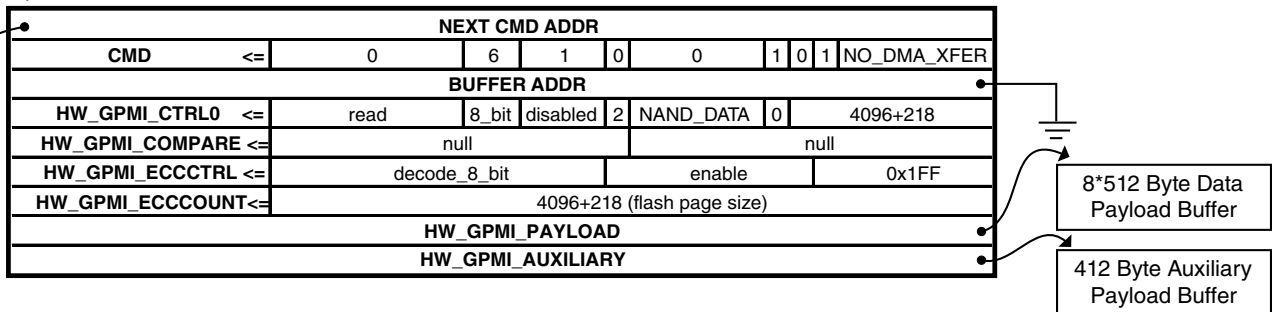 NEXT CMD ADDR
CMD <= 0 6 1 0 0 1 0 1 NO_DMA_XFER
BUFFER ADDR
HW_GPMI_CTRL0 <= read 8_bit disabled 2 NAND_DATA 0 4096+218
HW_GPMI_COMPARE <= null null
HW_GPMI_ECCCTRL <= decode_8_bit enable 0x1FF
HW_GPMI_ECCCOUNT<= 4096+218 (flash page size)
HW_GPMI_PAYLOAD
HW_GPMI_AUXILIARY
8*512 Byte Data
Payload Buffer
412 Byte Auxiliary
Payload Buffer